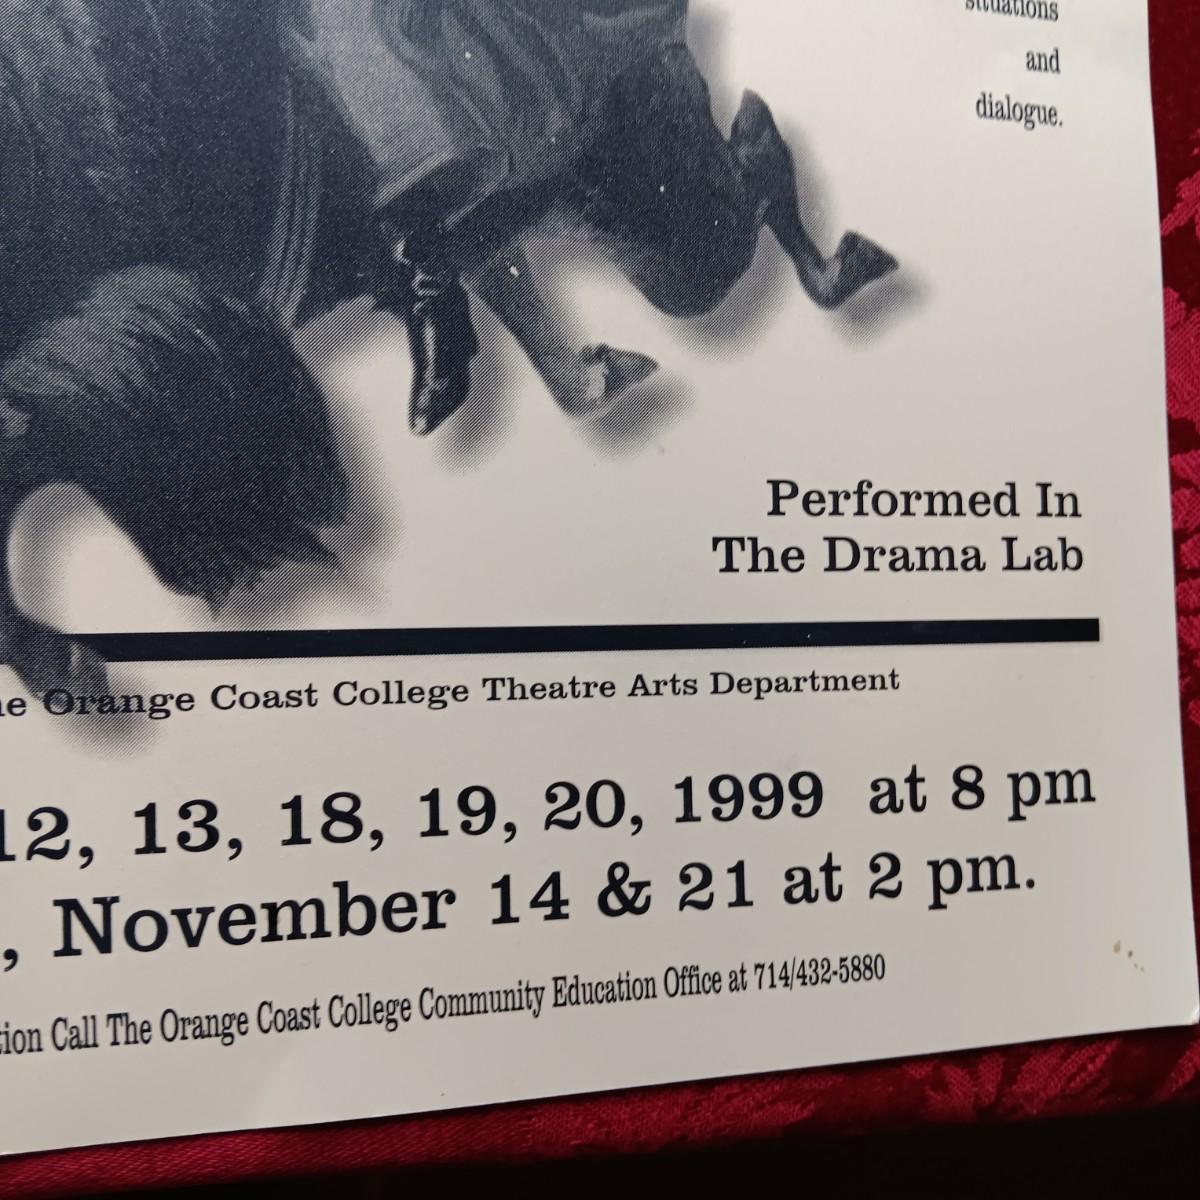 situations
and
dialogue.
Performed In
The Drama Lab
Orange Coast College Theatre Arts Department
12, 13, 18, 19, 20, 1999 at 8 pm
, November 14 & 21 at 2 pm.
Call The Orange Coast College Community Education Office at 714/432-5880